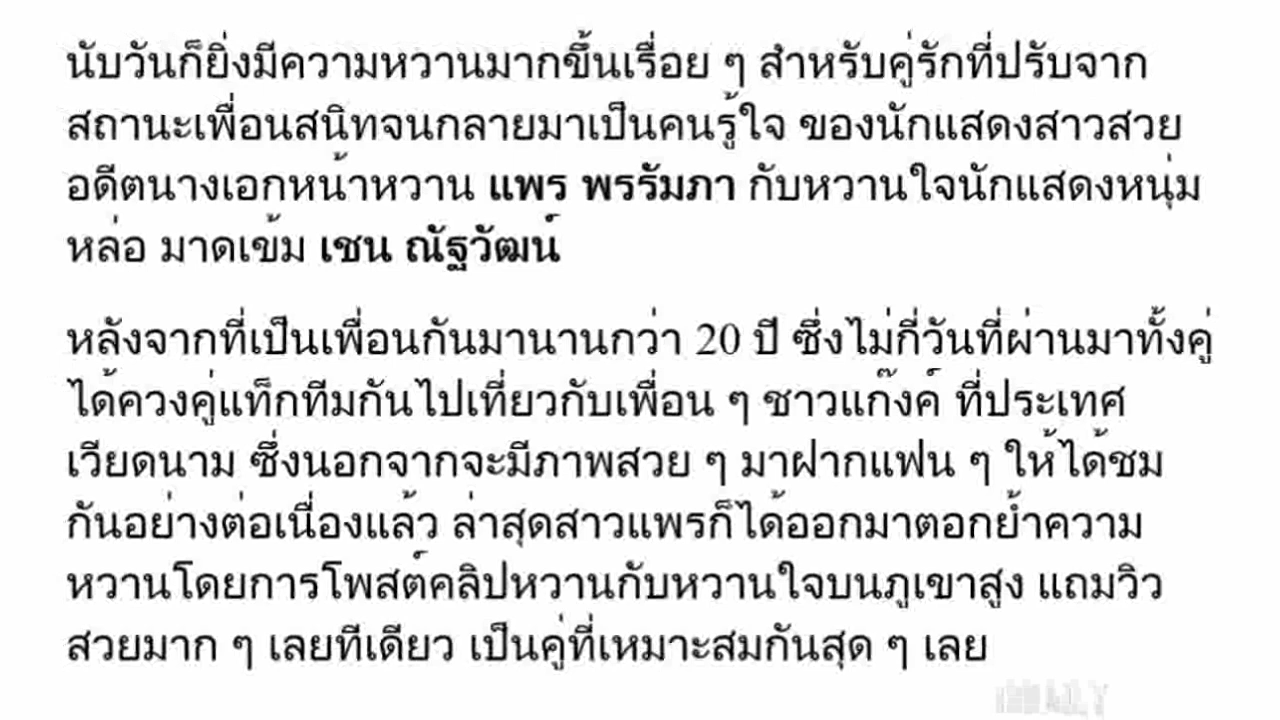 นับวันก็ยิ่งมีความหวานมากขึ้นเรื่อย ๆ สำหรับคู่รักที่ปรับจาก
สถานะเพื่อนสนิทจนกลายมาเป็นคนรู้ใจ ของนักแสดงสาวสวย
อดีตนางเอกหน้าหวาน แพร พรรัมภา กับหวานใจนักแสดงหนุ่ม
หล่อ มาดเข้ม เชน ณัฐวัฒน์
หลังจากที่เป็นเพื่อนกันมานานกว่า 20 ปี ซึ่งไม่กี่วันที่ผ่านมาทั้งคู่
ได้ควงคู่แท็กทีมกันไปเที่ยวกับเพื่อน ๆ ชาวแก๊งค์ ที่ประเทศ
เวียดนาม ซึ่งนอกจากจะมีภาพสวย ๆ มาฝากแฟน ๆ ให้ได้ชม
กันอย่างต่อเนื่องแล้ว ล่าสุดสาวแพรก็ได้ออกมาตอกย้ำความ
หวานโดยการโพสต์คลิปหวานกับหวานใจบนภูเขาสูง แถมวิว
สวยมาก ๆ เลยทีเดียว เป็นคู่ที่เหมาะสมกันสุด ๆ เลย